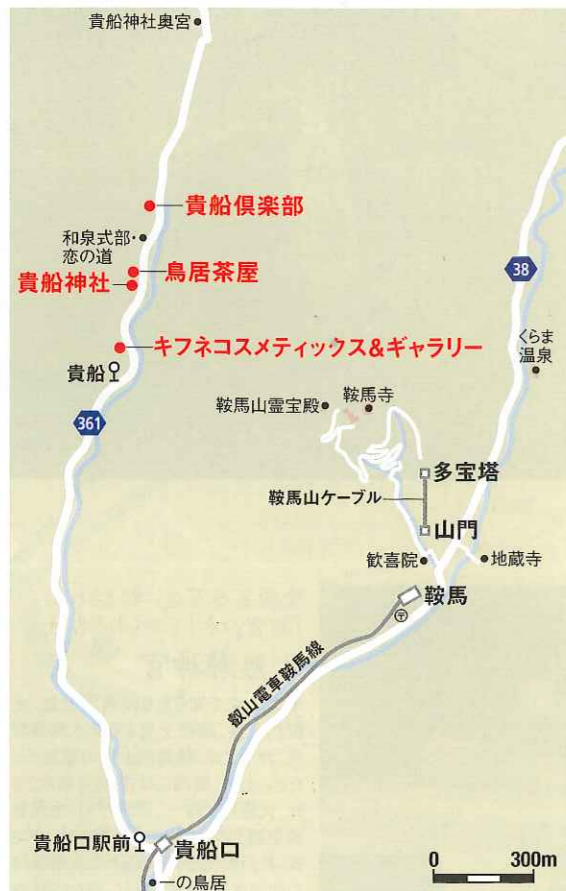 貴船神社奥宮
貴船倶楽部
和泉式部・
恋の道
鳥居茶屋
貴船神社
38
キフネコスメティックス&ギャラリー
くらま
温泉
貴船
鞍馬山霊宝殿
鞍馬寺
361
多宝塔
鞍馬山ケーブル
山門
歓喜院
地蔵寺
鞍馬
叡山電車鞍馬線
貴船口駅前
貴船口
一の鳥居
0
300m